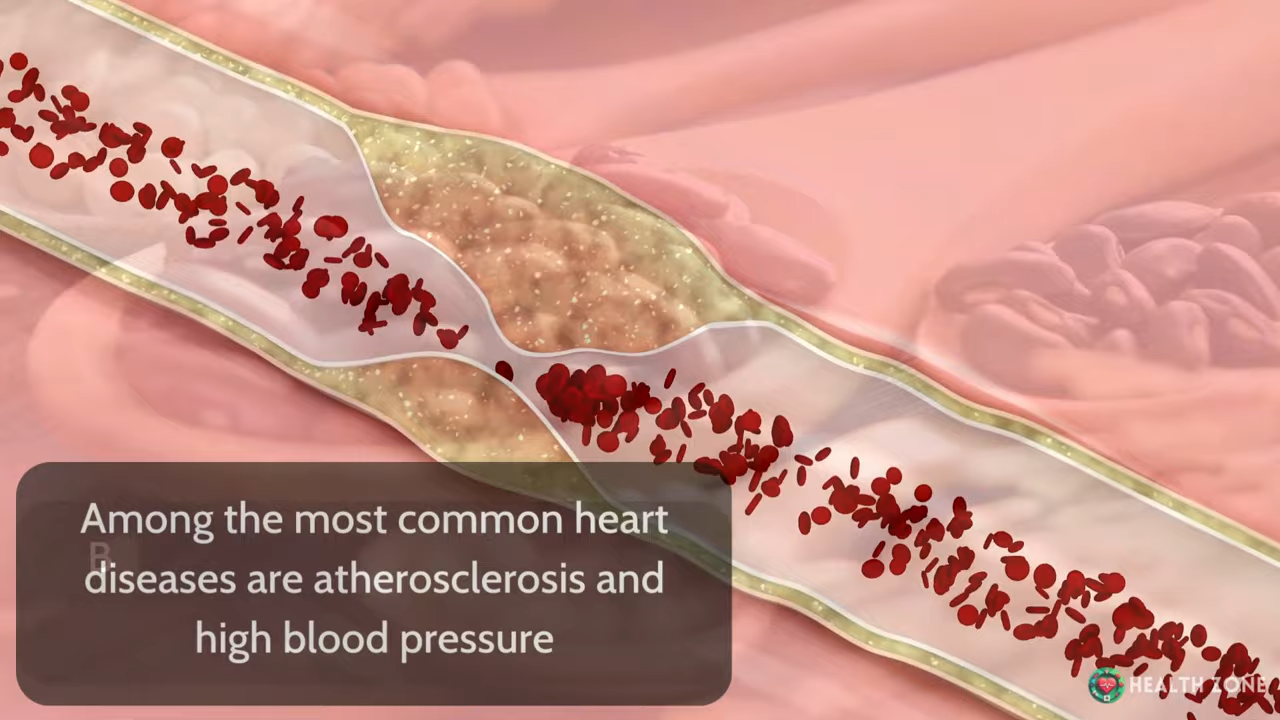 Among the most common heart
diseases are atherosclerosis and
high blood pressure
B
HEALTH ZONE